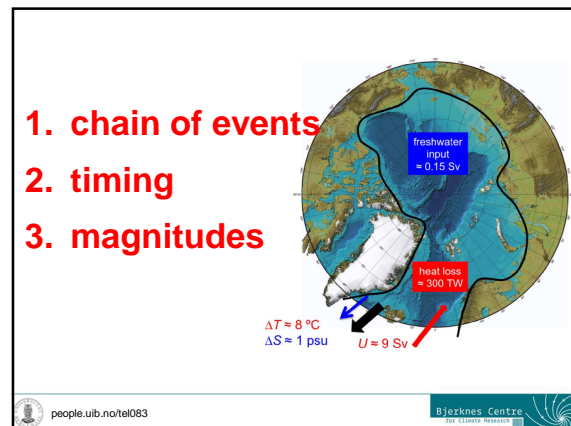 1. chain of events
2. timing
3. magnitudes
freshwater
input
≈ 0.15 Sv
heat loss
≈ 300 TW
ΔT ≈ 8 ºC
ΔS ≈ 1 psu
U ≈ 9 Sv
people.uib.no/tel083
Bjerknes Centre
for Climate Research